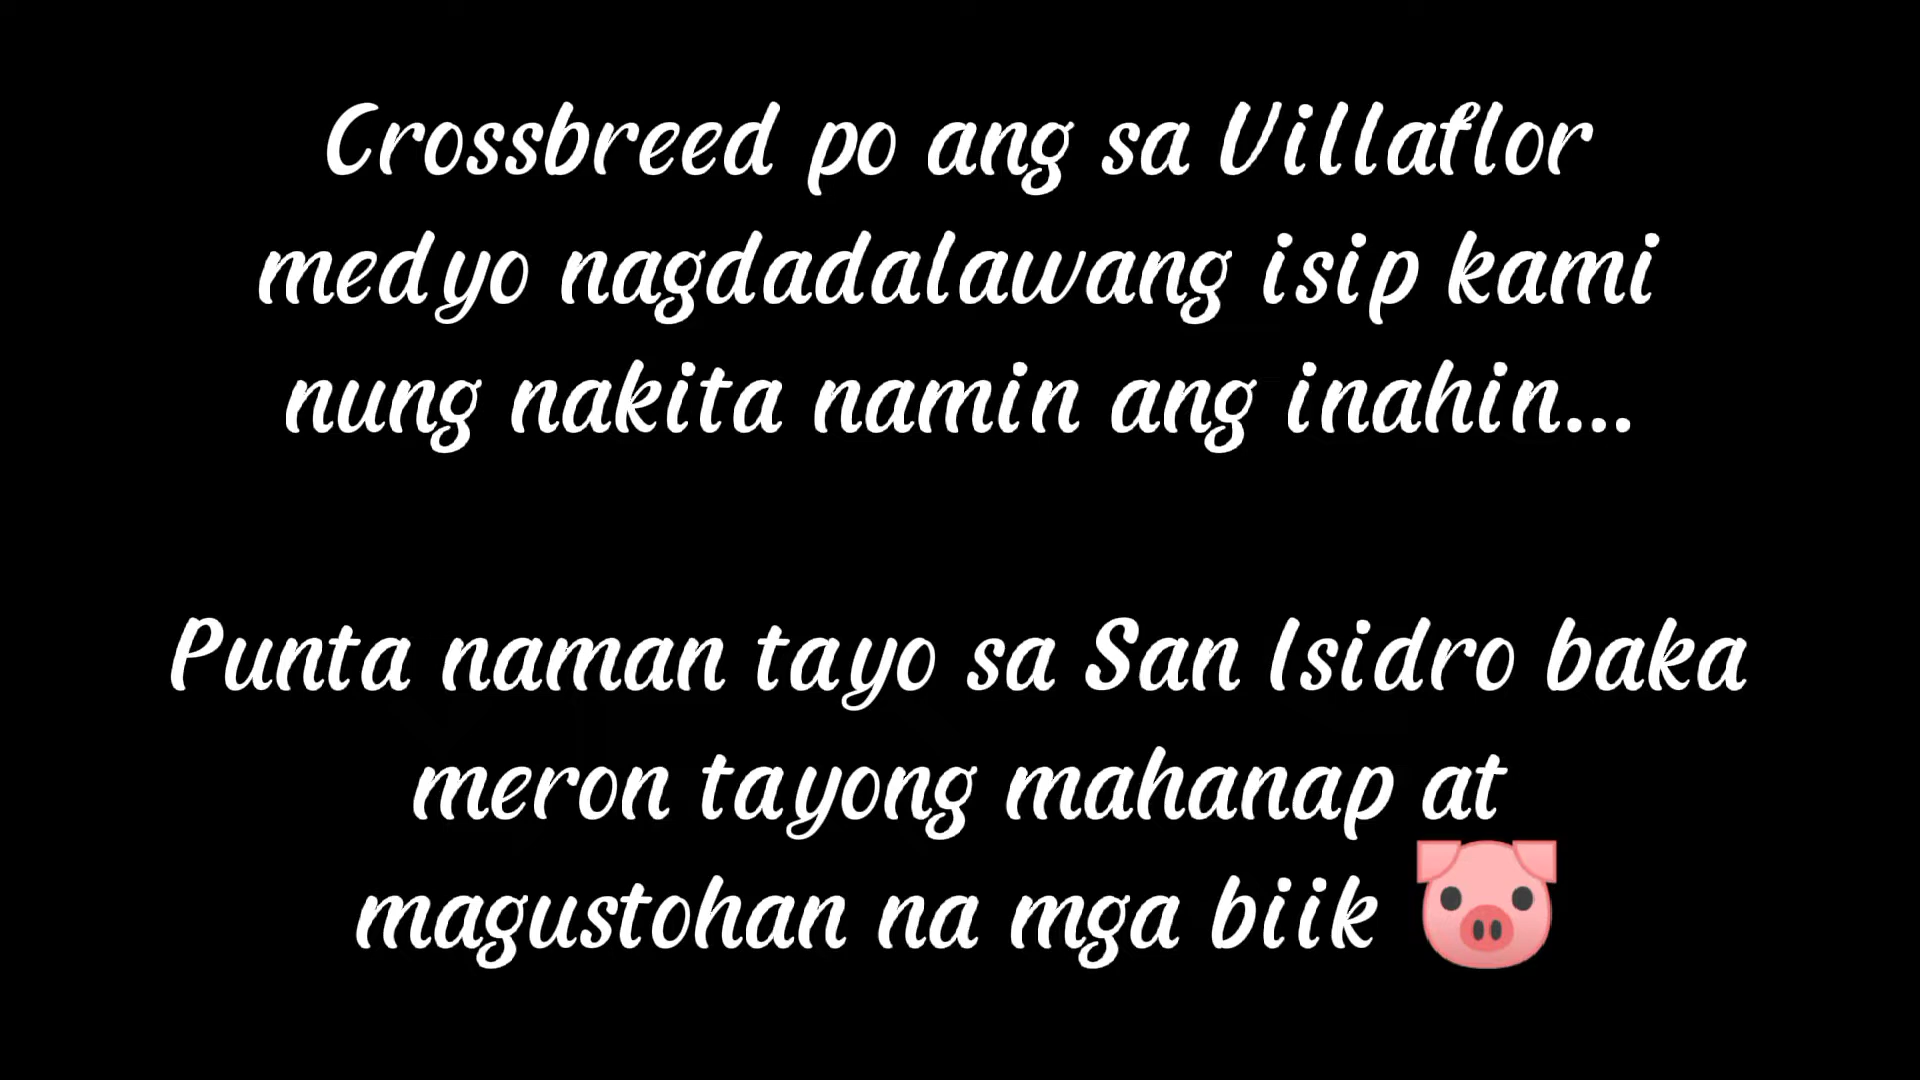 Crossbreed po ang sa Villaflor
medyo nagdadalawang isip kami
nung nakita namin ang inahin...
Punta naman tayo sa San Isidro baka
meron tayong mahanap at
magustohan na mga biik 🐷